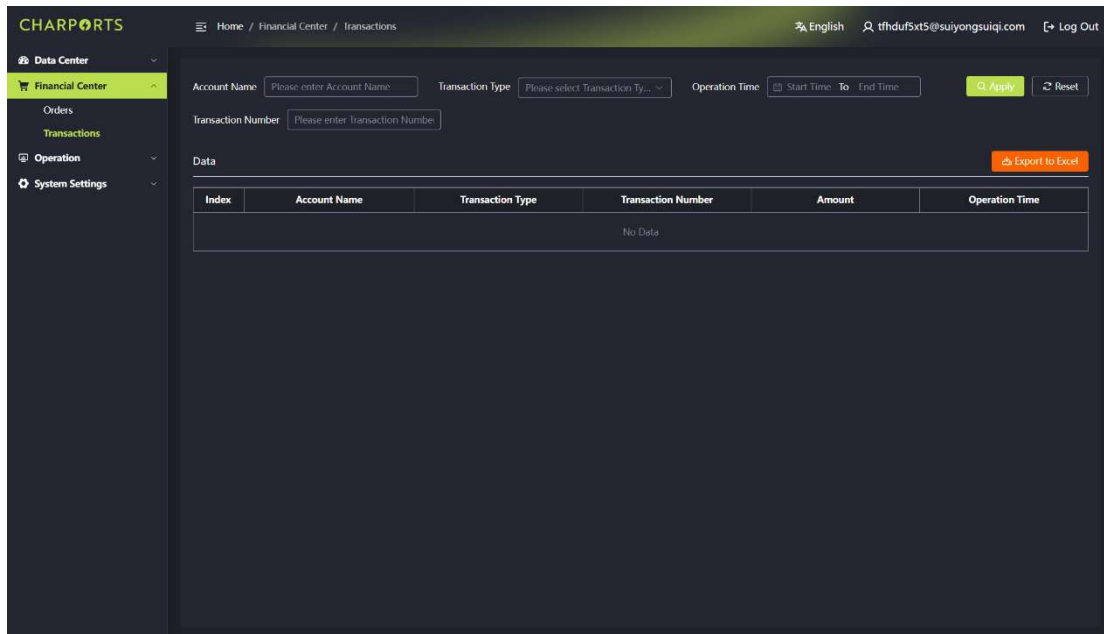 CHARPORTS
Home / Financial Center / Transactions
English
tfhduf5xt5@suiyongsuiqi.com
Log Out
Data Center
Financial Center
Orders
Transactions
Operation
System Settings
Account Name Please enter Account Name Transaction Type Please select Transaction Ty... Operation Time Start Time To End Time Apply Reset
Transaction Number Please enter Transaction Number
Data Export to Excel
Index Account Name Transaction Type Transaction Number Amount Operation Time
No Data